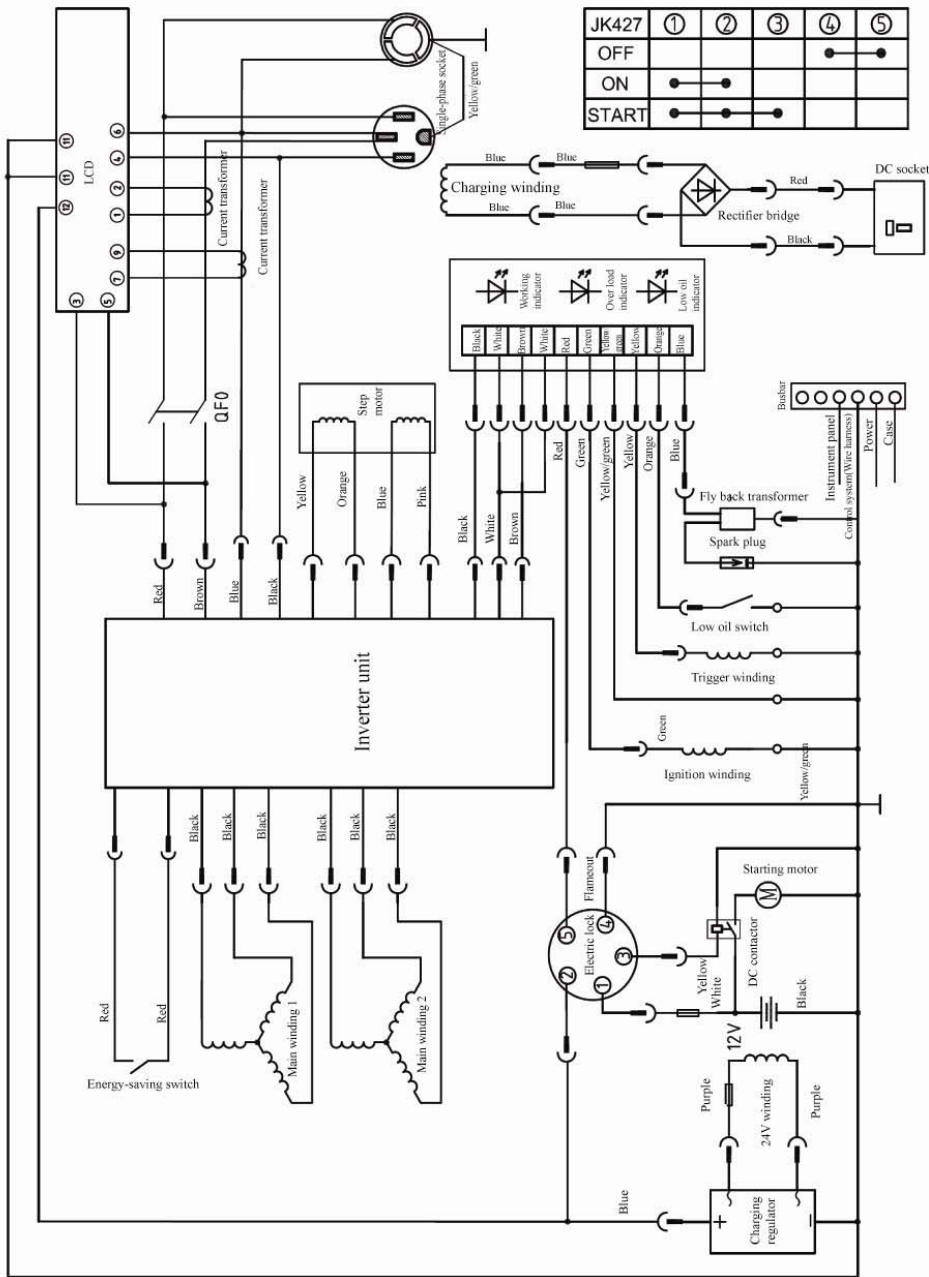 JK427 ① ② ③ ④ ⑤
OFF
ON
START
Single-phase socket
Yellow/green
11
11
12
LCD
6
4
2
1
9
7
3
5
Current transformer
Current transformer
Blue
Blue
Charging winding
Blue
Blue
Rectifier bridge
Red
Black
DC socket
Working
indicator
Over load
indicator
Low oil
indicator
Black
White
Brown
White
Red
Green
Yellow
green
Yellow
Orange
Blue
QF0
Step
motor
Yellow
Orange
Blue
Pink
Black
White
Brown
Red
Green
Yellow/green
Yellow
Orange
Blue
Busbar
Instrument panel
Control system(Wire harness)
Power
Case
Fly back transformer
Spark plug
Low oil switch
Trigger winding
Green
Ignition winding
Yellow/green
Red
Brown
Blue
Black
Inverter unit
Black
Black
Black
Black
Black
Black
Red
Red
Energy-saving switch
Main winding 1
Main winding 2
Flameout
Electric lock
5
4
2
3
1
Starting motor
M
DC contactor
Yellow
White
12V
Black
Purple
24V winding
Purple
Blue
+
Charging
regulator
−